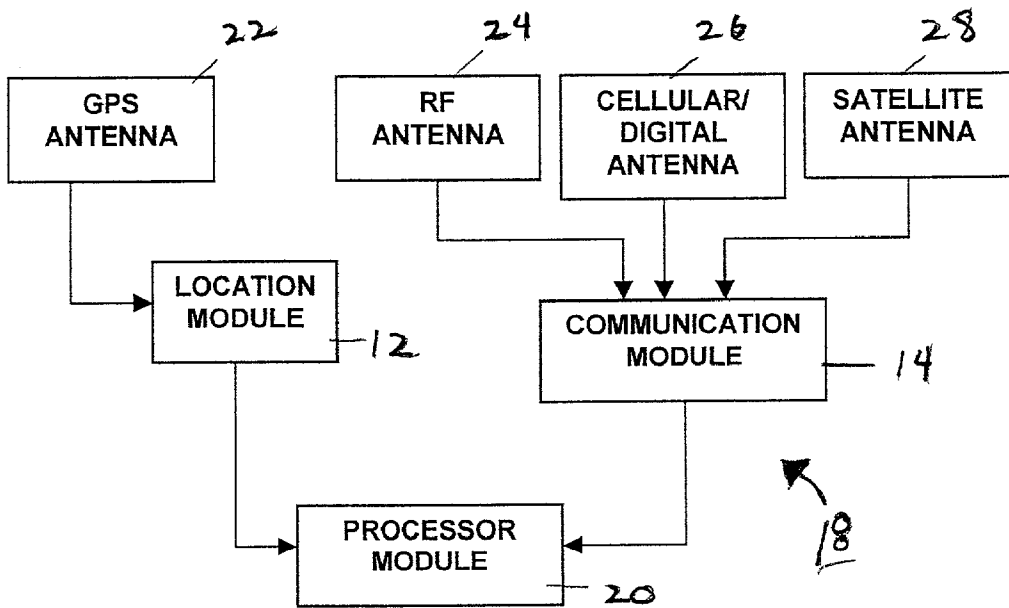 22
24
26
28
GPS
ANTENNA
RF
ANTENNA
CELLULAR/
DIGITAL
ANTENNA
SATELLITE
ANTENNA
LOCATION
MODULE
12
COMMUNICATION
MODULE
14
18
PROCESSOR
MODULE
20